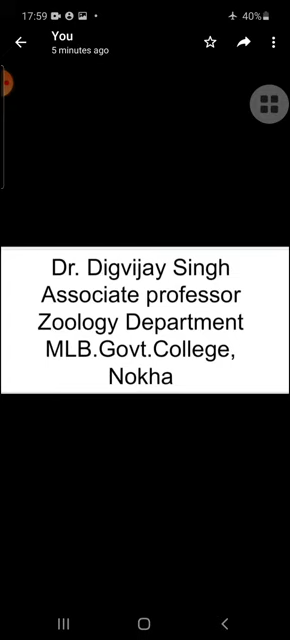 17:59
40%
You
5 minutes ago
Dr. Digvijay Singh
Associate professor
Zoology Department
MLB.Govt.College,
Nokha